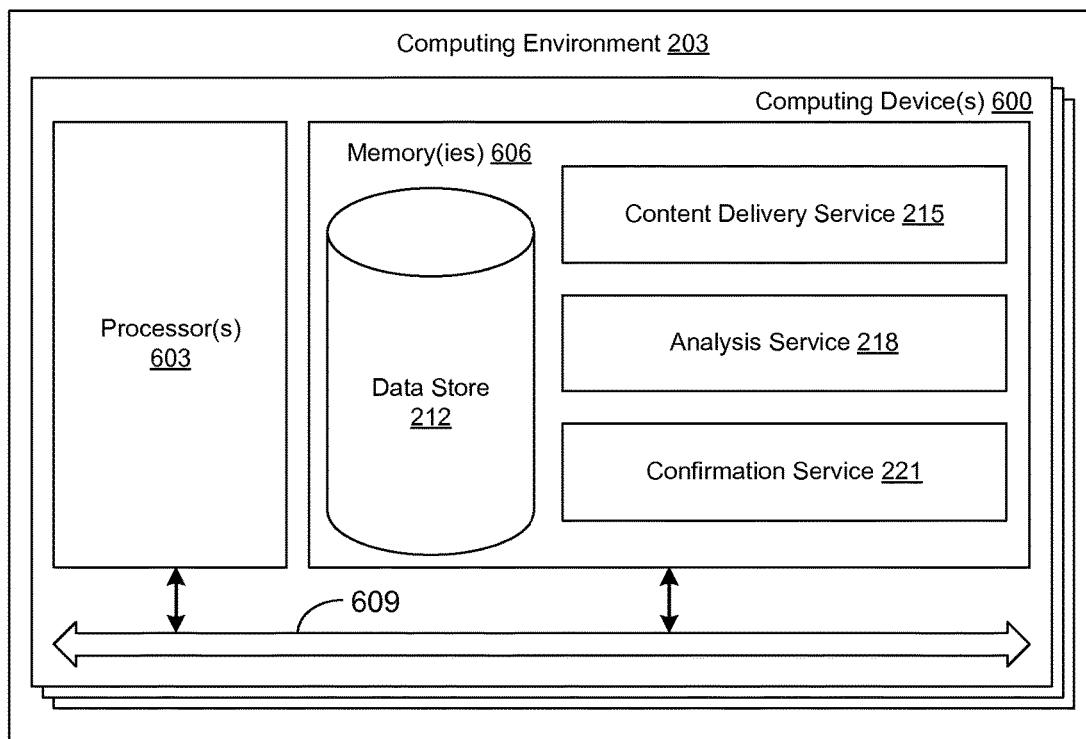 Computing Environment 203
Computing Device(s) 600
Processor(s)
603
Memory(ies) 606
Data Store
212
Content Delivery Service 215
Analysis Service 218
Confirmation Service 221
609